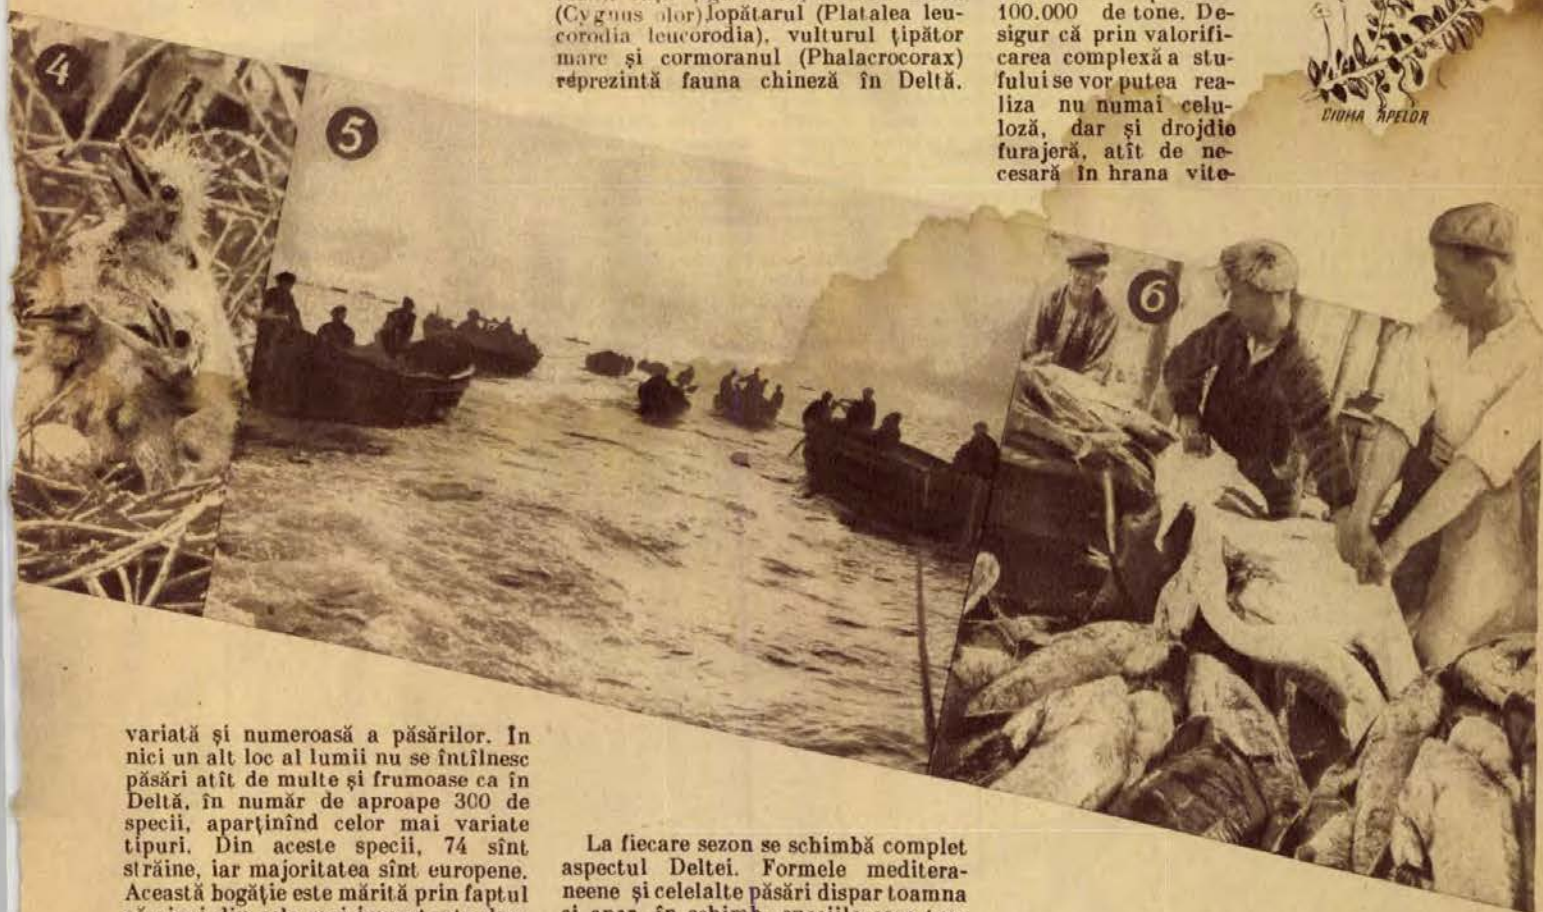 4
5
6
variată și numeroasă a păsărilor. În
nici un alt loc al lumii nu se întîlnesc
păsări atît de multe și frumoase ca în
Deltă, în număr de aproape 300 de
specii, aparţinînd celor mai variate
tipuri. Din aceste specii, 74 sînt
străine, iar majoritatea sînt europene.
Această bogăţie este mărită prin faptul
(Cygnus olor) lopătarul (Platalea leu-
corodia leucorodia), vulturul ţipător
mare și cormoranul (Phalacrocorax)
reprezintă fauna chineză în Deltă.
La fiecare sezon se schimbă complet
aspectul Deltei. Formele meditera-
neene și celelalte păsări dispar toamna
100.000 de tone. De-
sigur că prin valorifi-
carea complexă a stu-
fului se vor putea rea-
liza nu numai celu-
loză, dar și drojdie
furajeră, atît de ne-
cesară în hrana vite-
CIUMA APELOR